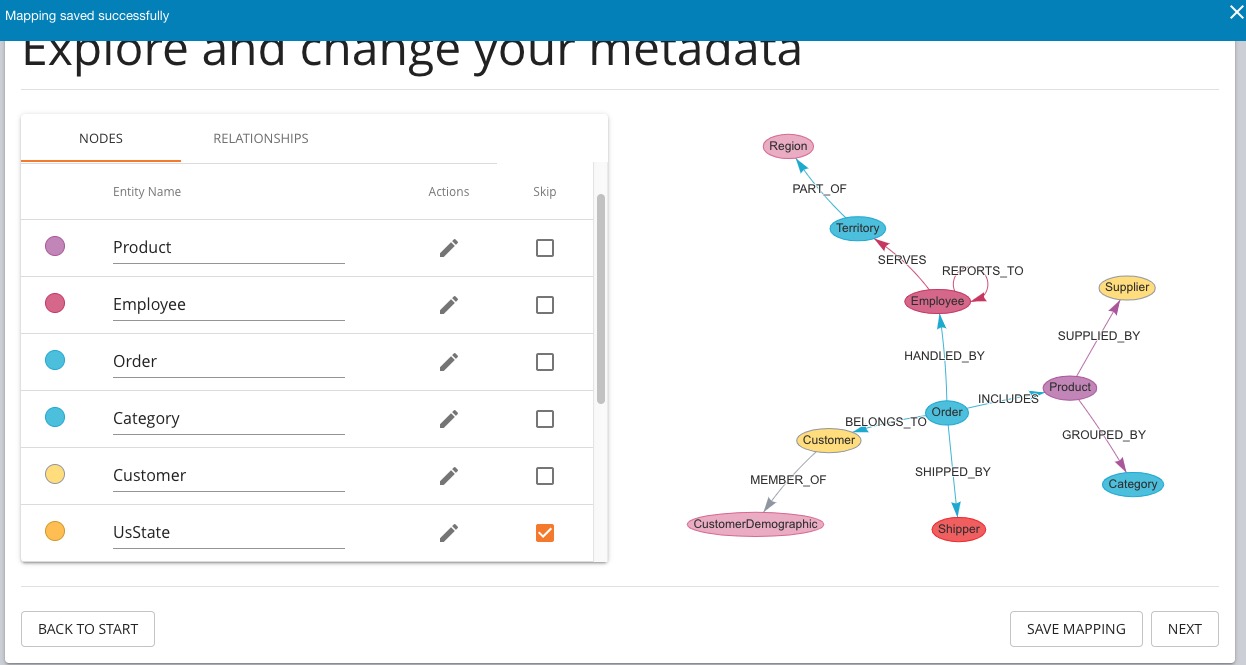 Mapping saved successfully
Explore and change your metadata
NODES RELATIONSHIPS
Entity Name Actions Skip
Product
Employee
Order
Category
Customer
UsState
Region
PART_OF
Territory
SERVES
REPORTS_TO
Employee
Supplier
SUPPLIED_BY
HANDLED_BY
Product
INCLUDES
Order
BELONGS_TO
Customer
GROUPED_BY
SHIPPED_BY
MEMBER_OF
Category
CustomerDemographic
Shipper
BACK TO START
SAVE MAPPING
NEXT